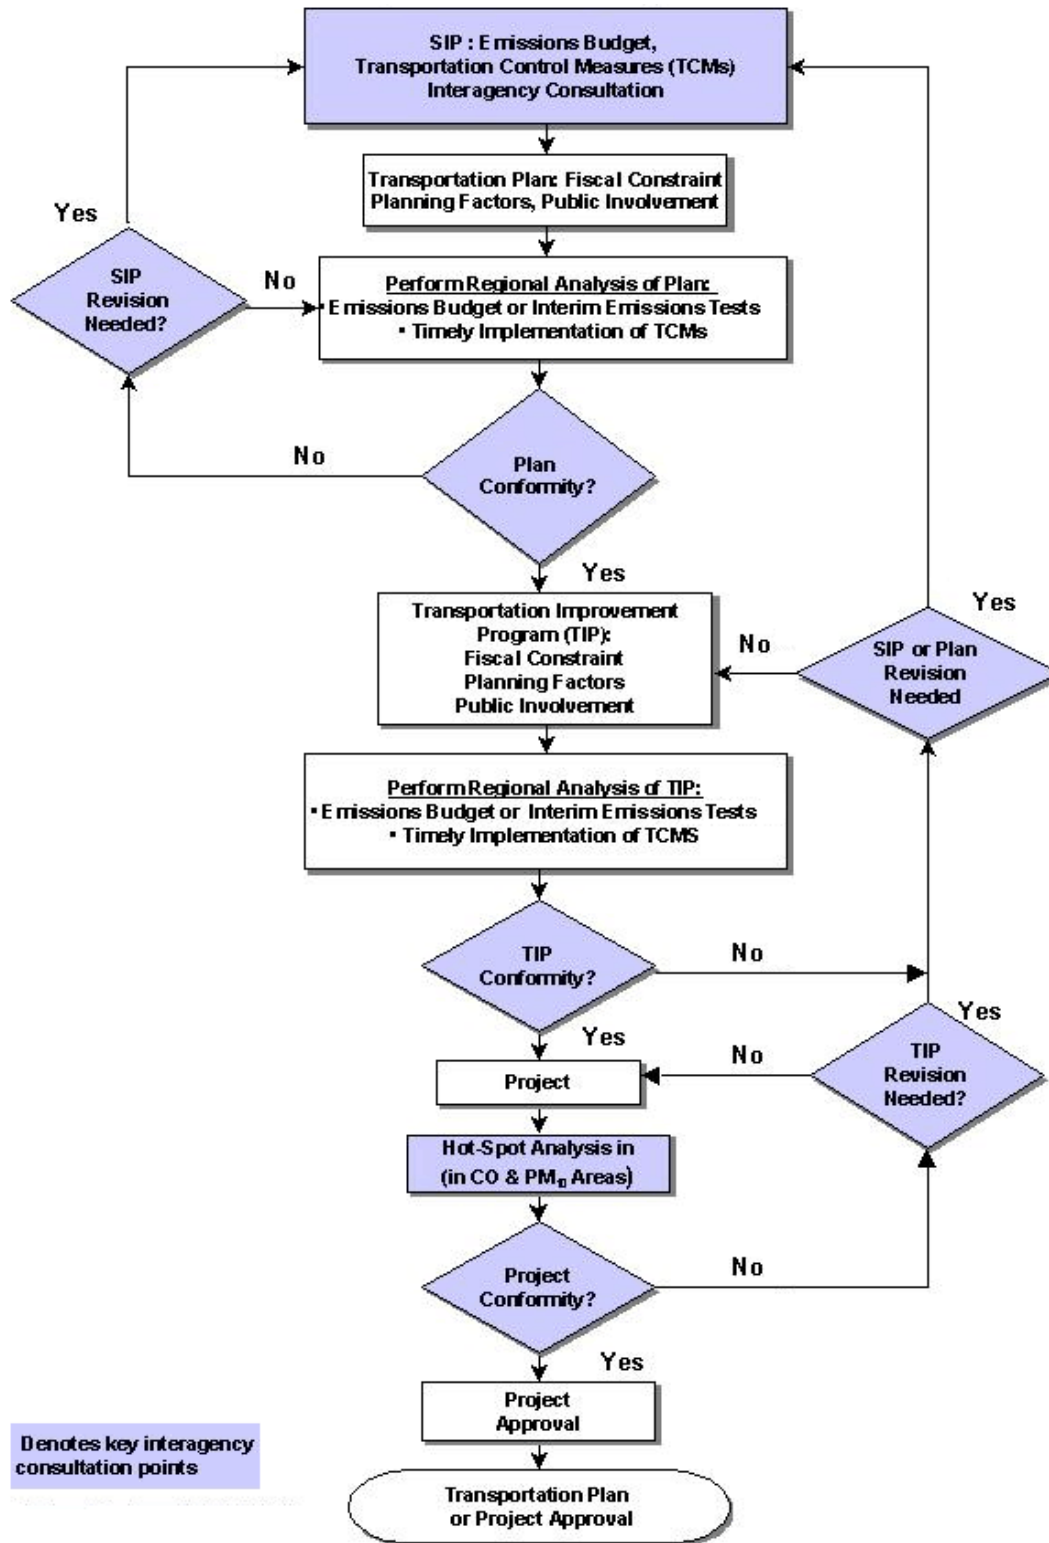 SIP : Emissions Budget,
Transportation Control Measures (TCMs)
Interagency Consultation
Transportation Plan: Fiscal Constraint
Planning Factors, Public Involvement
Yes
SIP
Revision
Needed?
No
Perform Regional Analysis of Plan:
• Emissions Budget or Interim Emissions Tests
• Timely Implementation of TCMs
No
Plan
Conformity?
Yes
Transportation Improvement
Program (TIP):
Fiscal Constraint
Planning Factors
Public Involvement
No
Yes
SIP or Plan
Revision
Needed
Perform Regional Analysis of TIP:
• Emissions Budget or Interim Emissions Tests
• Timely Implementation of TCMS
TIP
Conformity?
No
Yes
Yes
No
TIP
Revision
Needed?
Project
Hot-Spot Analysis in
(in CO & PM Areas)
Project
Conformity?
No
Yes
Project
Approval
Denotes key interagency
consultation points
Transportation Plan
or Project Approval